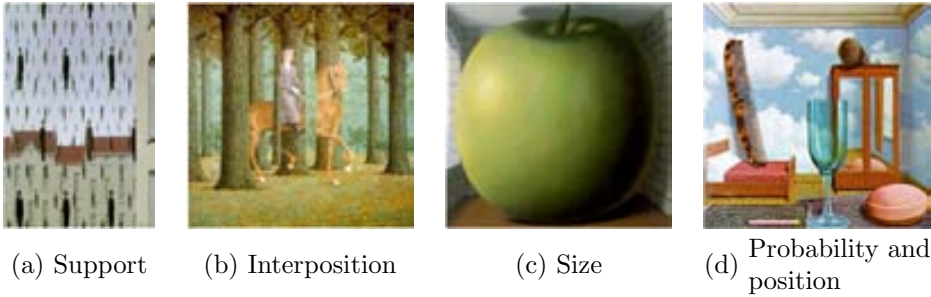 (a) Support
(b) Interposition
(c) Size
(d) Probability and
position